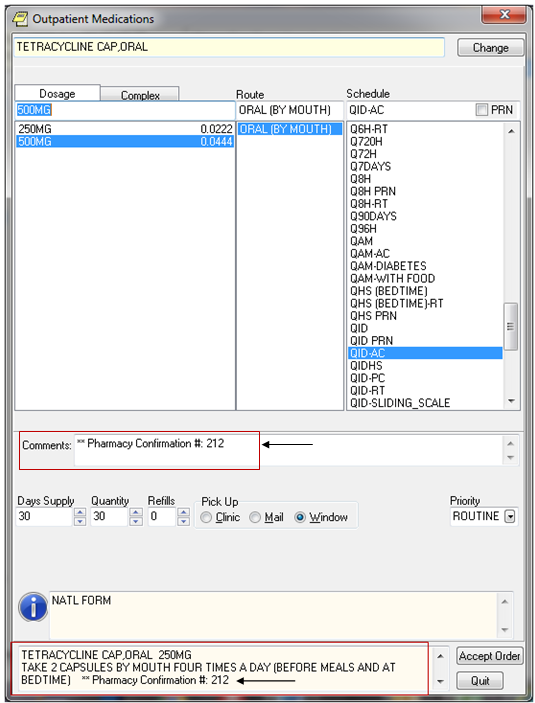 Outpatient Medications
TETRACYCLINE CAP,ORAL
Change
Dosage Complex Route Schedule
500MG ORAL (BY MOUTH) QID-AC PRN
250MG 0.0222
500MG 0.0444
ORAL (BY MOUTH)
Q6H-RT
Q720H
Q72H
Q7DAYS
Q8H
Q8H PRN
Q8H-RT
Q90DAYS
Q96H
QAM
QAM-AC
QAM-DIABETES
QAM-WITH FOOD
QHS (BEDTIME)
QHS (BEDTIME)-RT
QHS PRN
QID
QID PRN
QID-AC
QIDHS
QID-PC
QID-RT
QID-SLIDING_SCALE
Comments: ** Pharmacy Confirmation #: 212
Days Supply Quantity Refills Pick Up Priority
30 30 0 Clinic Mail Window ROUTINE
NATL FORM
TETRACYCLINE CAP,ORAL 250MG
TAKE 2 CAPSULES BY MOUTH FOUR TIMES A DAY (BEFORE MEALS AND AT
BEDTIME) ** Pharmacy Confirmation #: 212
Accept Order
Quit